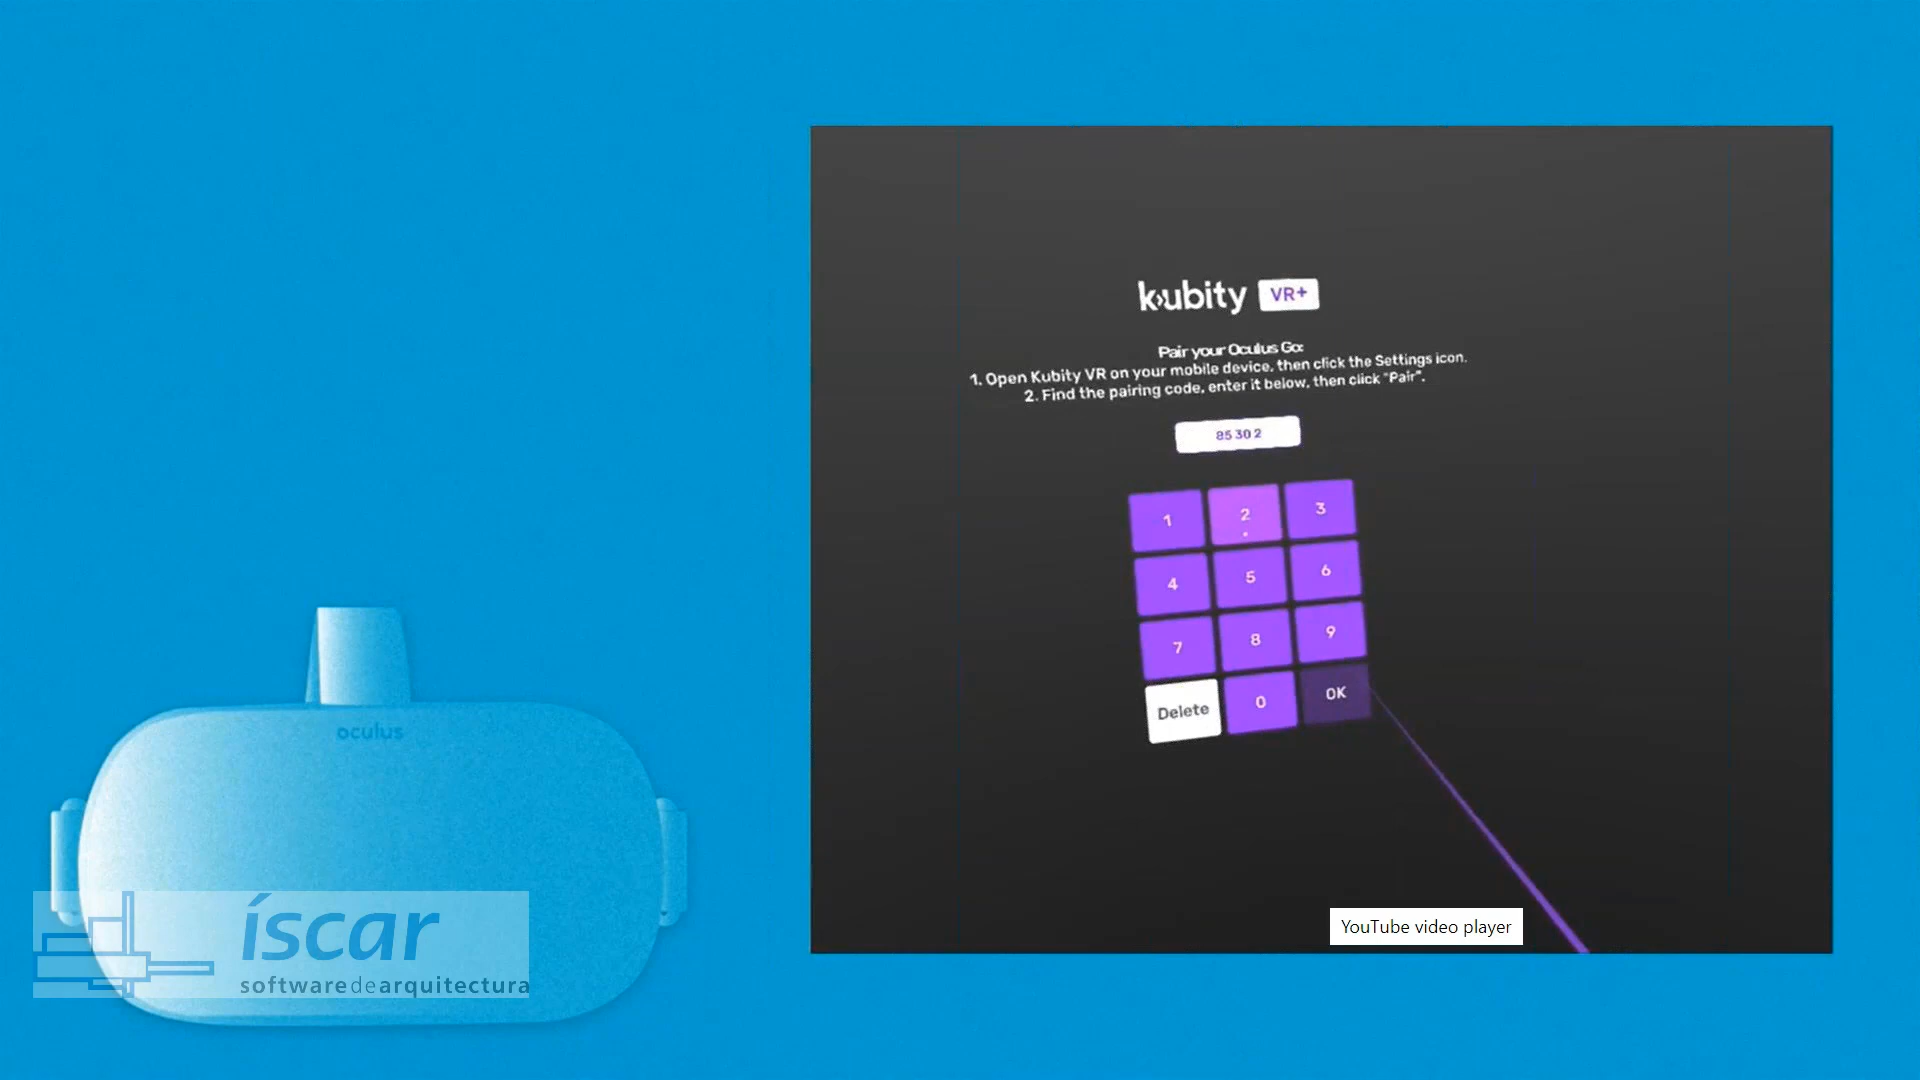 kubity VR+
Pair your Oculus Go:
1. Open Kubity VR on your mobile device, then click the Settings icon.
2. Find the pairing code, enter it below, then click "Pair".
85 30 2
1 2 3
4 5 6
7 8 9
Delete 0 OK
oculus
íscar
softwaredearquitectura
YouTube video player